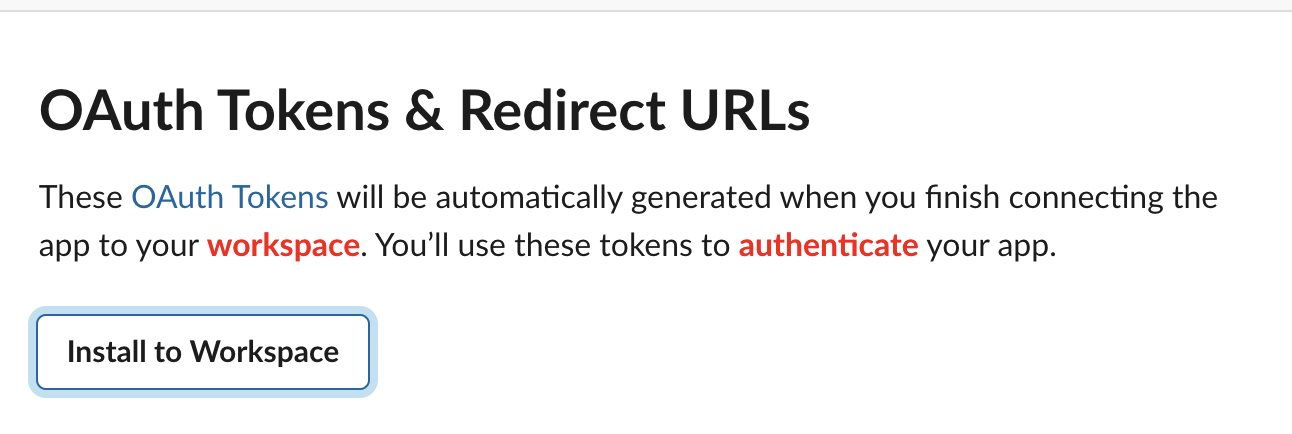 OAuth Tokens & Redirect URLs
These OAuth Tokens will be automatically generated when you finish connecting the
app to your workspace. You’ll use these tokens to authenticate your app.
Install to Workspace